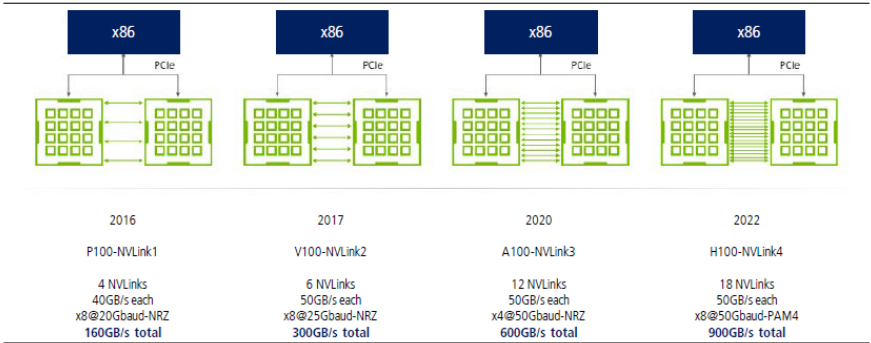 x86
x86
x86
x86
PCIe
PCIe
PCIe
PCIe
2016
P100-NVLink1
4 NVLinks
40GB/s each
x8@20Gbaud-NRZ
160GB/s total
2017
V100-NVLink2
6 NVLinks
50GB/s each
x8@25Gbaud-NRZ
300GB/s total
2020
A100-NVLink3
12 NVLinks
50GB/s each
x4@50Gbaud-NRZ
600GB/s total
2022
H100-NVLink4
18 NVLinks
50GB/s each
x8@50Gbaud-PAM4
900GB/s total